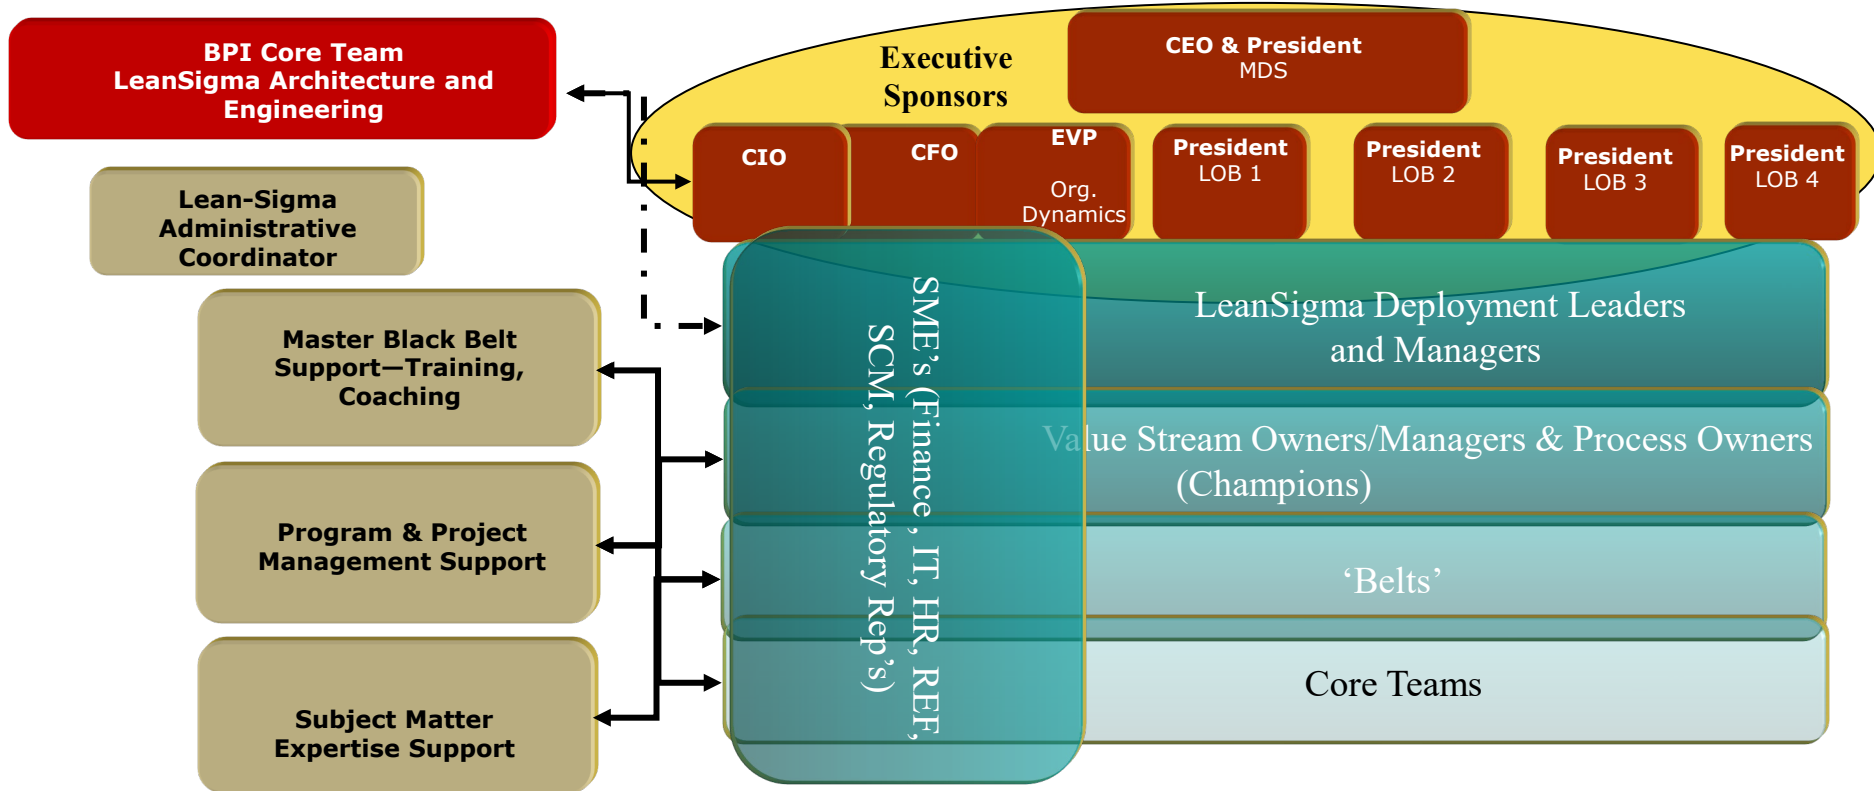 BPI Core Team
LeanSigma Architecture and
Engineering
Executive
Sponsors
CEO & President
MDS
CIO
CFO
EVP
Org.
Dynamics
President
LOB 1
President
LOB 2
President
LOB 3
President
LOB 4
Lean-Sigma
Administrative
Coordinator
Master Black Belt
Support—Training,
Coaching
Program & Project
Management Support
Subject Matter
Expertise Support
SME’s (Finance , IT, HR, REF,
SCM, Regulatory Rep’s)
LeanSigma Deployment Leaders
and Managers
Value Stream Owners/Managers & Process Owners
(Champions)
‘Belts’
Core Teams